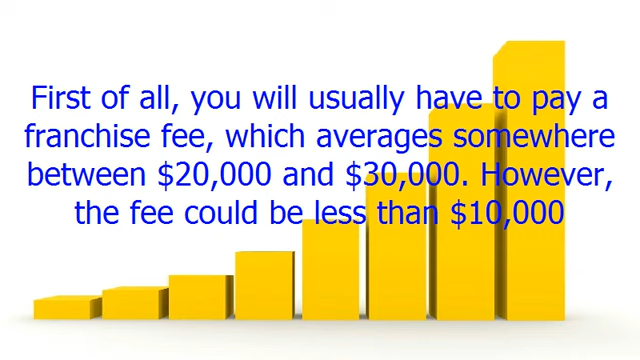 First of all, you will usually have to pay a
franchise fee, which averages somewhere
between $20,000 and $30,000. However,
the fee could be less than $10,000